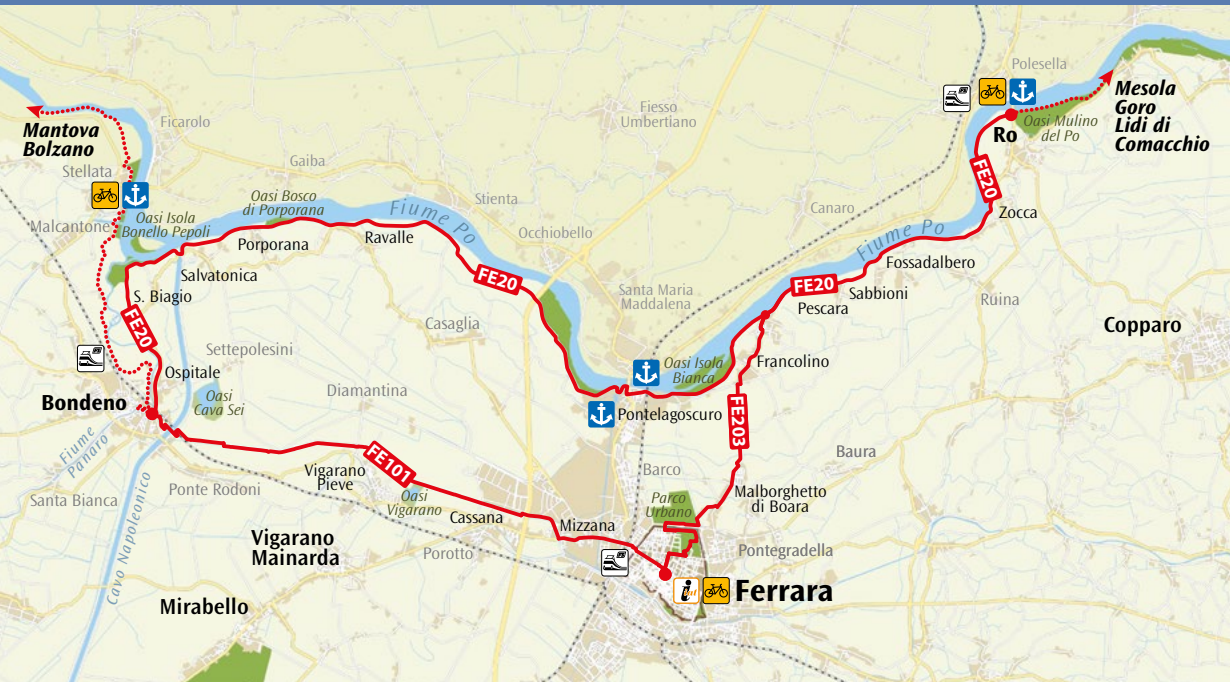 Polesella
Mesola
Goro
Lidi di
Comacchio
Mantova
Bolzano
Ficarolo
Fiesso
Umbertiano
Oasi Mulino
del Po
Ro
Stellata
Gaiba
FE20
Malcantone
Oasi Isola
Bonello Pepoli
Oasi Bosco
di Porporana
Stienta
Fiume Po
Canaro
Zocca
Porporana
Ravalle
Occhiobello
Fiume Po
Fossadalbero
Salvatonica
FE20
Santa Maria
Maddalena
FE20
Sabbioni
S. Biagio
Pescara
Ruina
FE20
Casaglia
Copparo
Settepolesini
Oasi Isola
Bianca
Francolino
Ospitale
Diamantina
Bondeno
Oasi
Cava Sei
Pontelagoscuro
FE203
Fiume
Panaro
FE101
Baura
Vigarano
Pieve
Barco
Santa Bianca
Ponte Rodoni
Oasi
Vigarano
Parco
Urbano
Malborghetto
di Boara
Cavo Napoleonico
Cassana
Mizzana
Vigarano
Mainarda
Porotto
Pontegradella
i
Ferrara
Mirabello